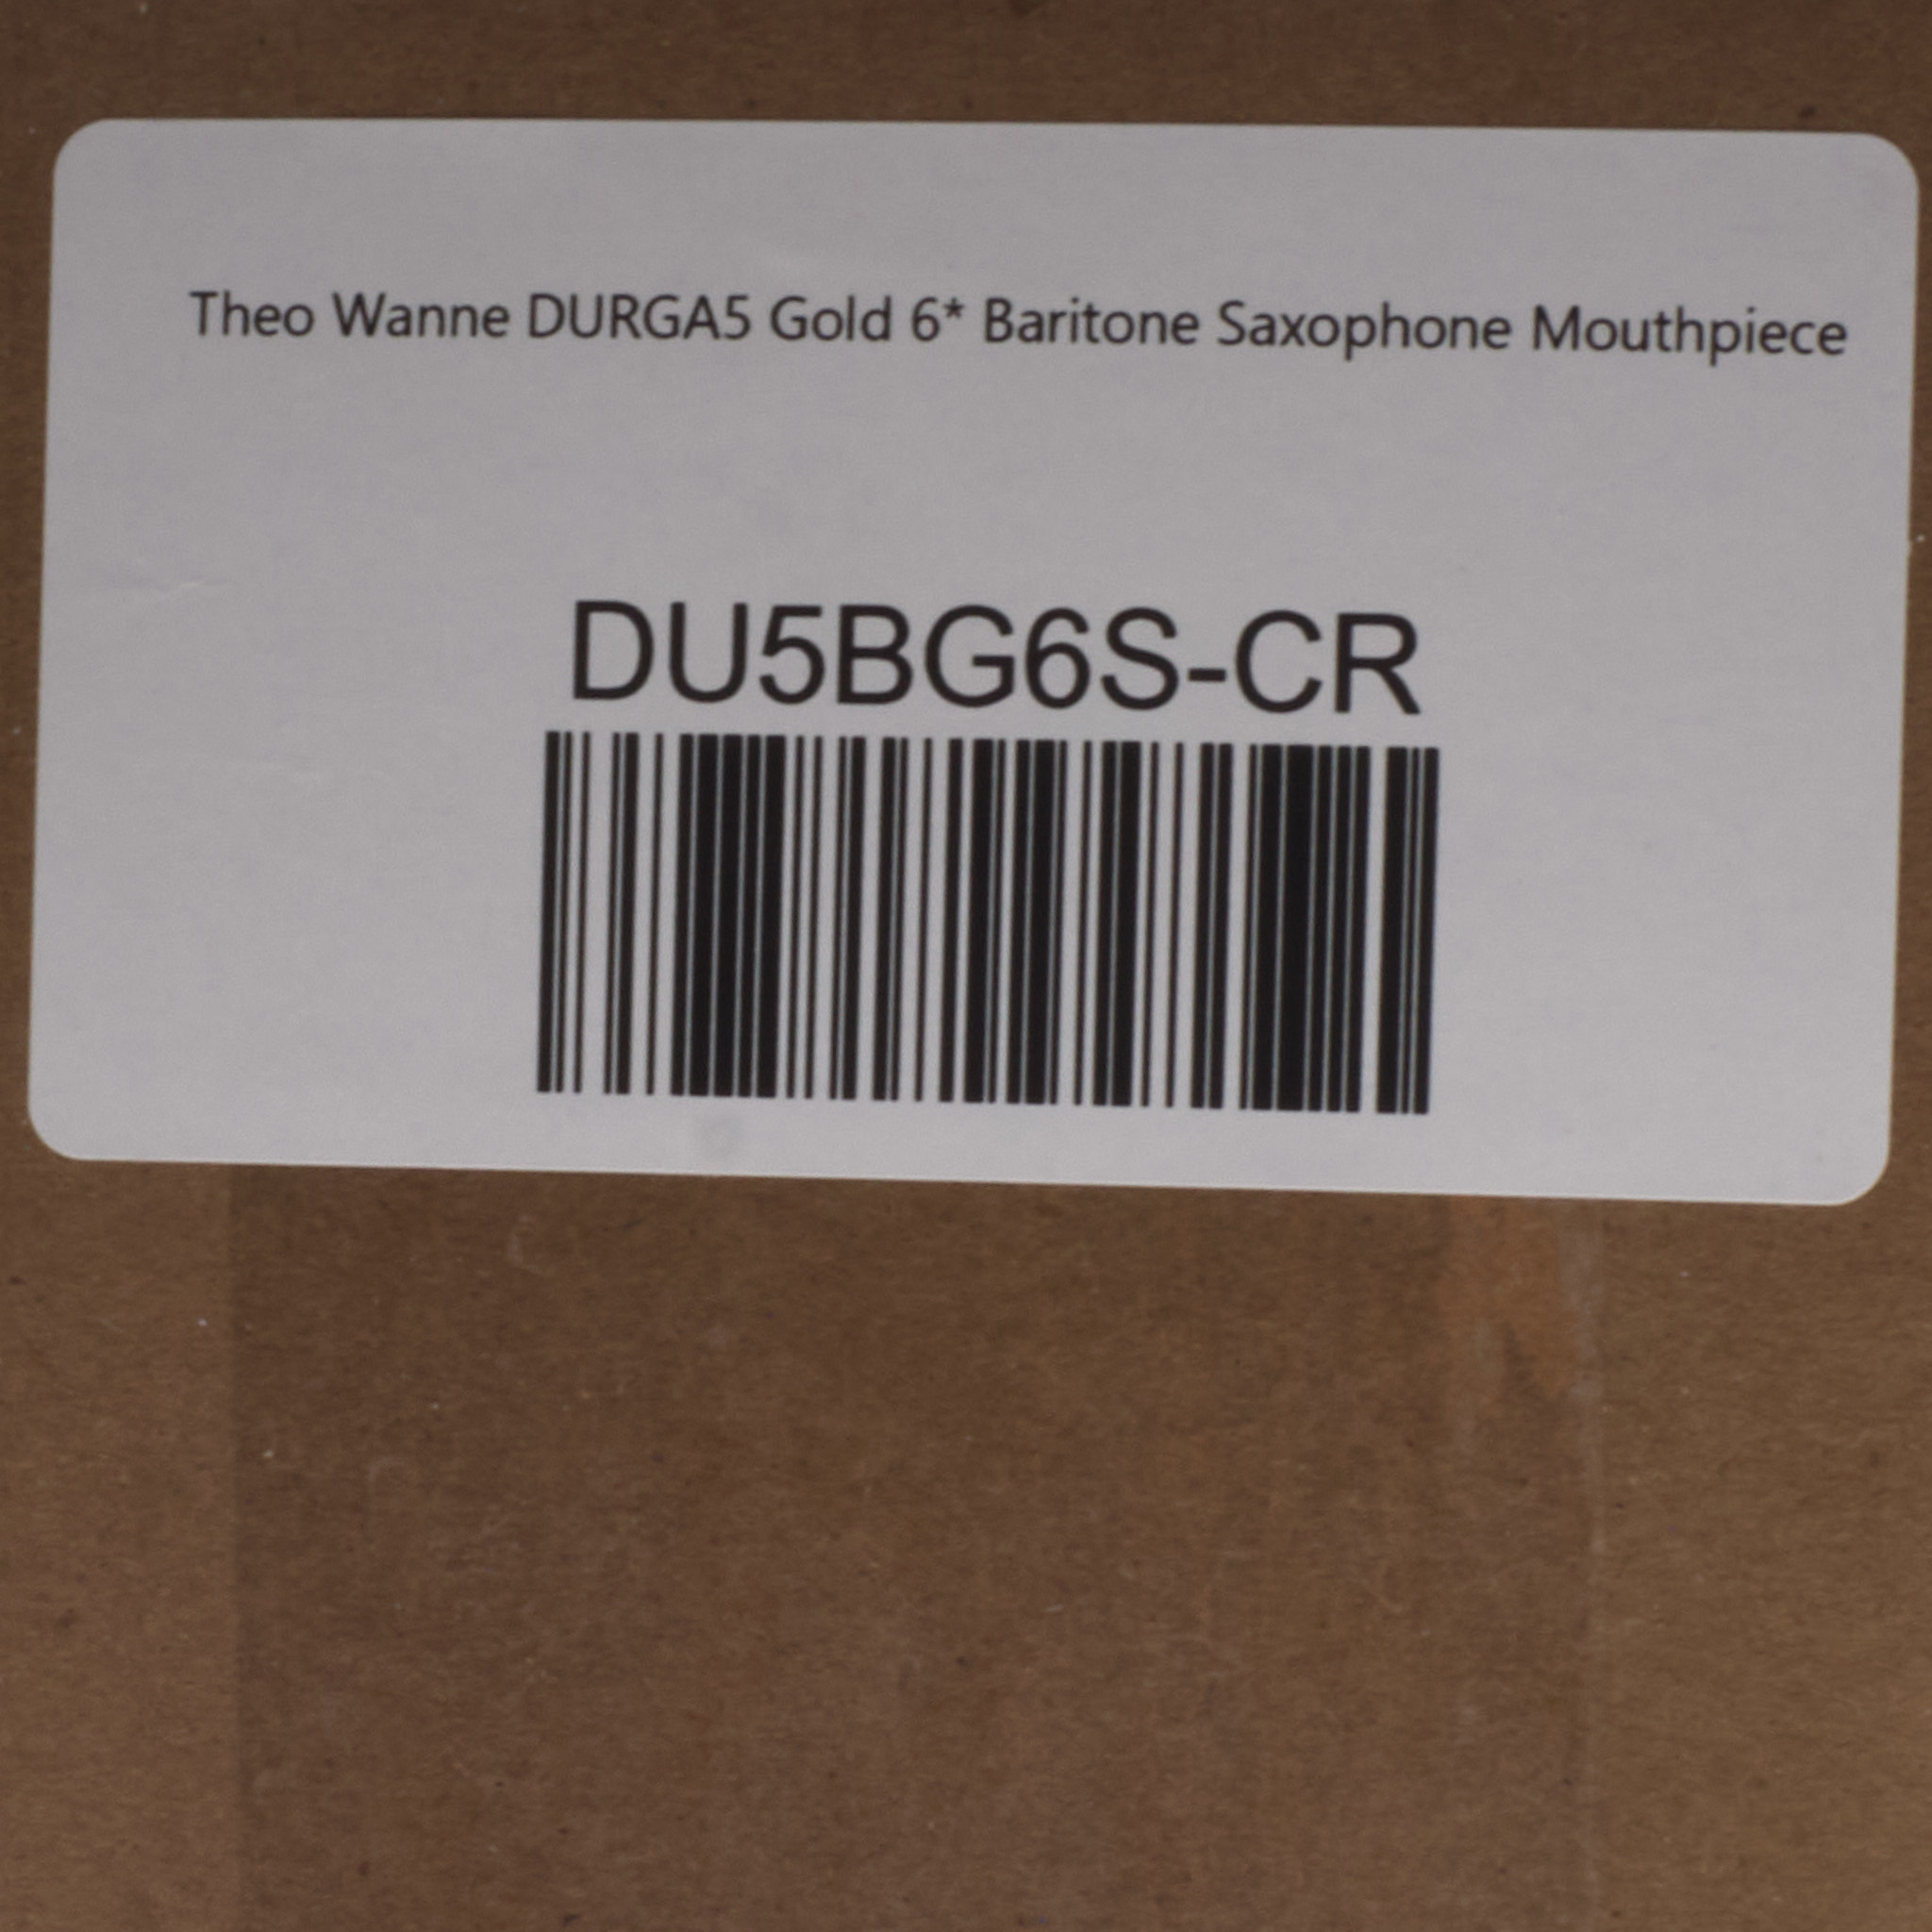 Theo Wanne DURGA5 Gold 6* Baritone Saxophone Mouthpiece
DU5BG6S-CR